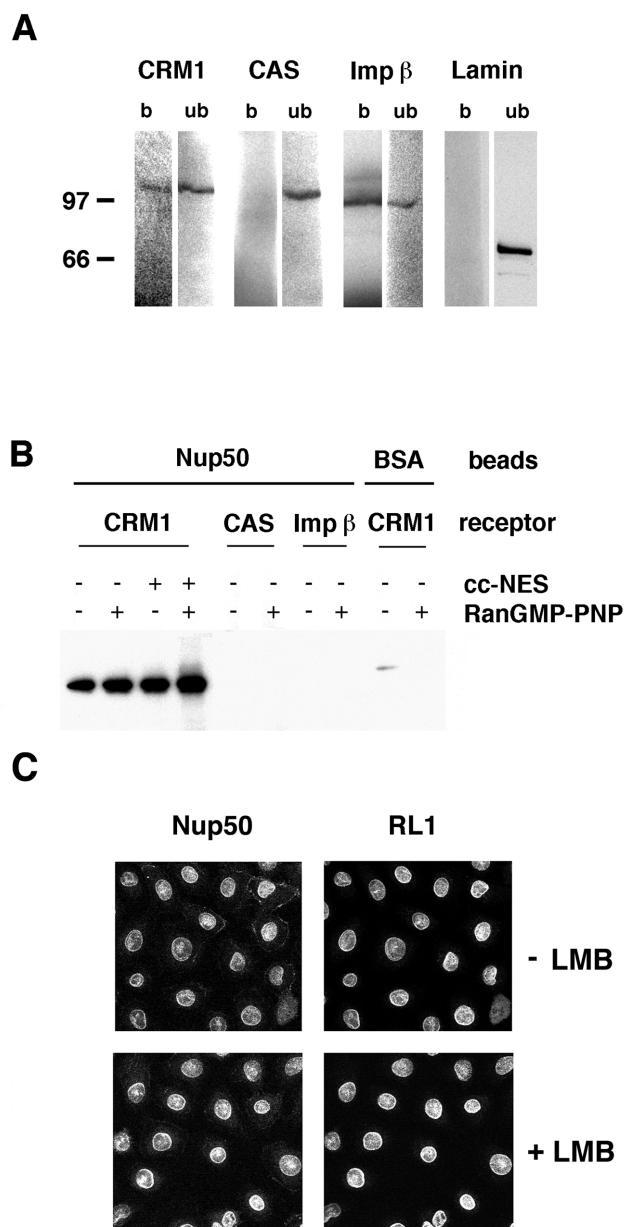 A
CRM1 CAS Imp β Lamin
b ub b ub b ub b ub
97
66
B
Nup50 BSA beads
CRM1 CAS Imp β CRM1 receptor
- - + + - - - - - - cc-NES
- + - + - + - + - + RanGMP-PNP
C
Nup50 RL1
- LMB
+ LMB